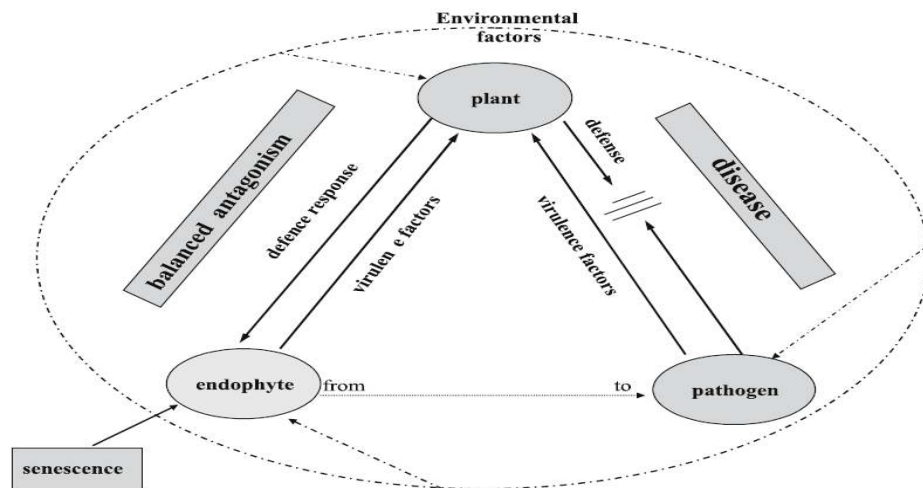 Environmental
factors
plant
defense
disease
balanced antagonism
defence response
virulen e factors
virulence factors
endophyte
from
to
pathogen
senescence